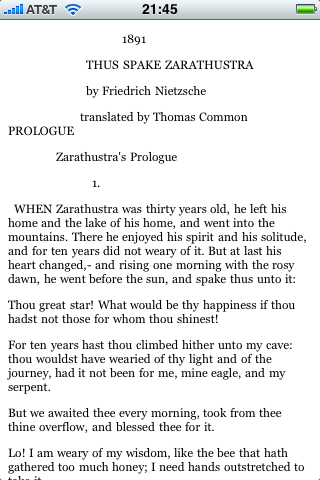 AT&T 21:45
1891
THUS SPAKE ZARATHUSTRA
by Friedrich Nietzsche
translated by Thomas Common
PROLOGUE
Zarathustra's Prologue
1.
WHEN Zarathustra was thirty years old, he left his
home and the lake of his home, and went into the
mountains. There he enjoyed his spirit and his solitude,
and for ten years did not weary of it. But at last his
heart changed,- and rising one morning with the rosy
dawn, he went before the sun, and spake thus unto it:
Thou great star! What would be thy happiness if thou
hadst not those for whom thou shinest!
For ten years hast thou climbed hither unto my cave:
thou wouldst have wearied of thy light and of the
journey, had it not been for me, mine eagle, and my
serpent.
But we awaited thee every morning, took from thee
thine overflow, and blessed thee for it.
Lo! I am weary of my wisdom, like the bee that hath
gathered too much honey; I need hands outstretched to
take it.